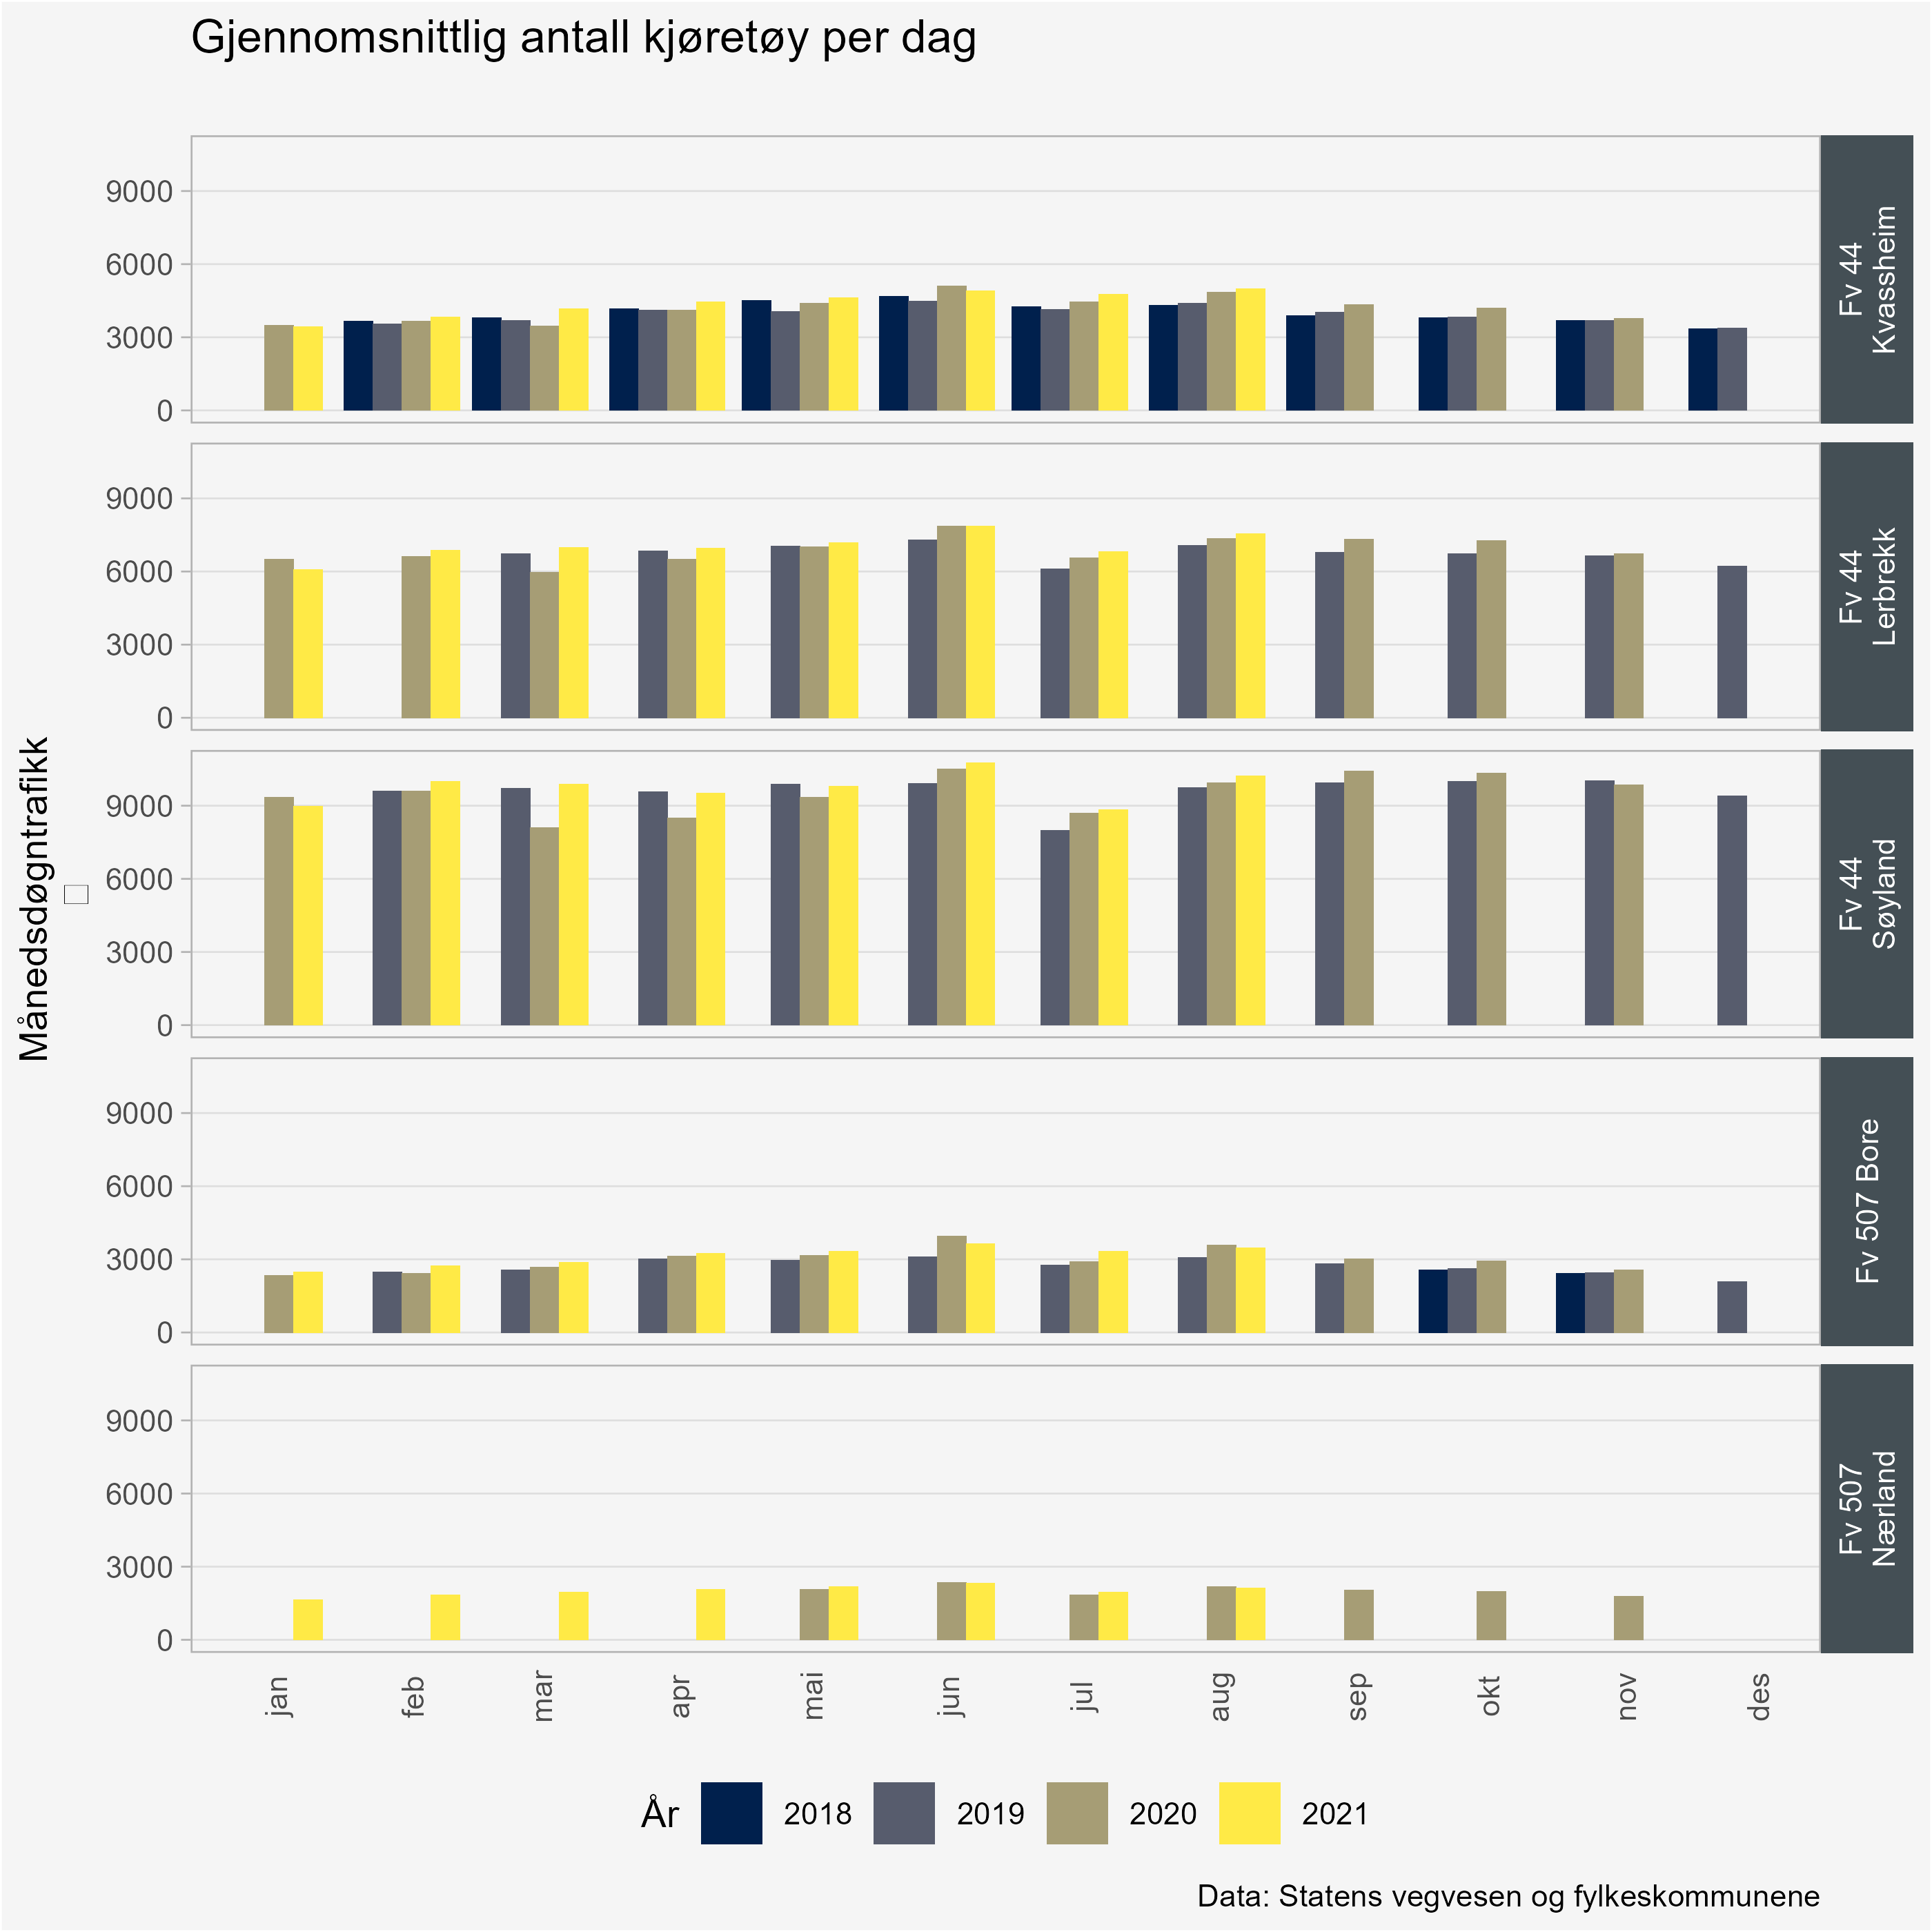 Gjennomsnittlig antall kjøretøy per dag
Månedsdøgntrafikk
9000
6000
3000
0
Fv 44
Kvassheim
9000
6000
3000
0
Fv 44
Lerbrekk
9000
6000
3000
0
Fv 44
Søyland
9000
6000
3000
0
Fv 507 Bore
9000
6000
3000
0
Fv 507
Nærland
jan feb mar apr mai jun jul aug sep okt nov des
År 2018 2019 2020 2021
Data: Statens vegvesen og fylkeskommunene